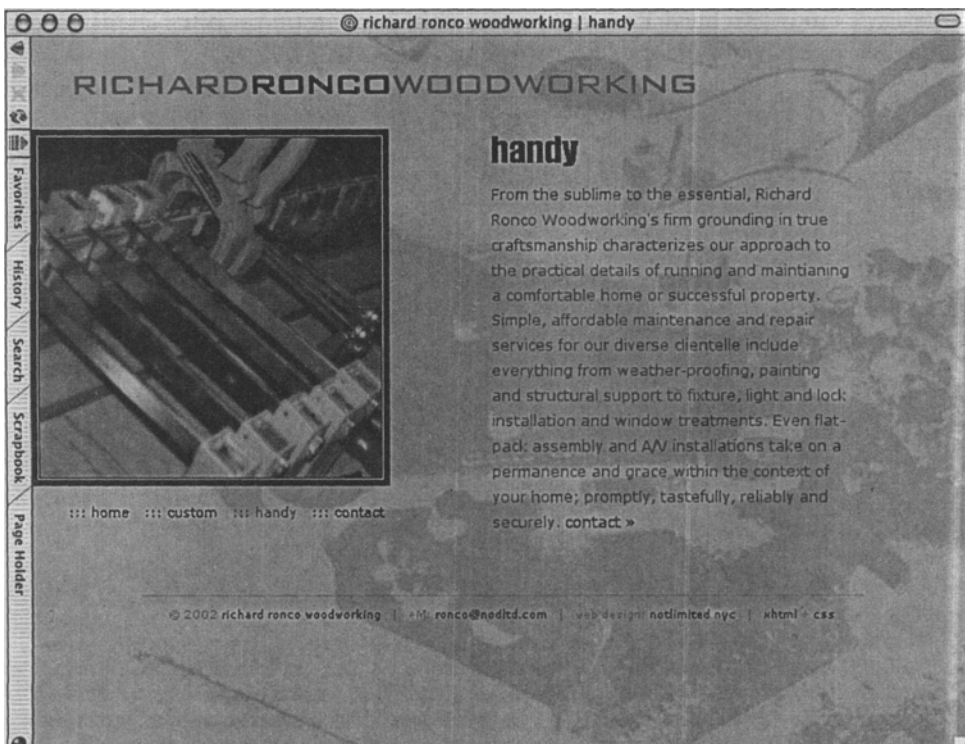 @ richard ronco woodworking | handy
RICHARDRONCOWOODWORKING
Favorites
History
Search
Scrapbook
Page Holder
handy
From the sublime to the essential, Richard
Ronco Woodworking's firm grounding in true
craftsmanship characterizes our approach to
the practical details of running and maintianing
a comfortable home or successful property.
Simple, affordable maintenance and repair
services for our diverse clientelle include
everything from weather-proofing, painting
and structural support to fixture, light and lock
installation and window treatments. Even flat-
pack assembly and A/V installations take on a
permanence and grace within the context of
your home; promptly, tastefully, reliably and
securely. contact »
::: home ::: custom ::: handy ::: contact
© 2002 richard ronco woodworking | +M: ronco@noditd.com | web design: notlimited nyc | xhtml + css